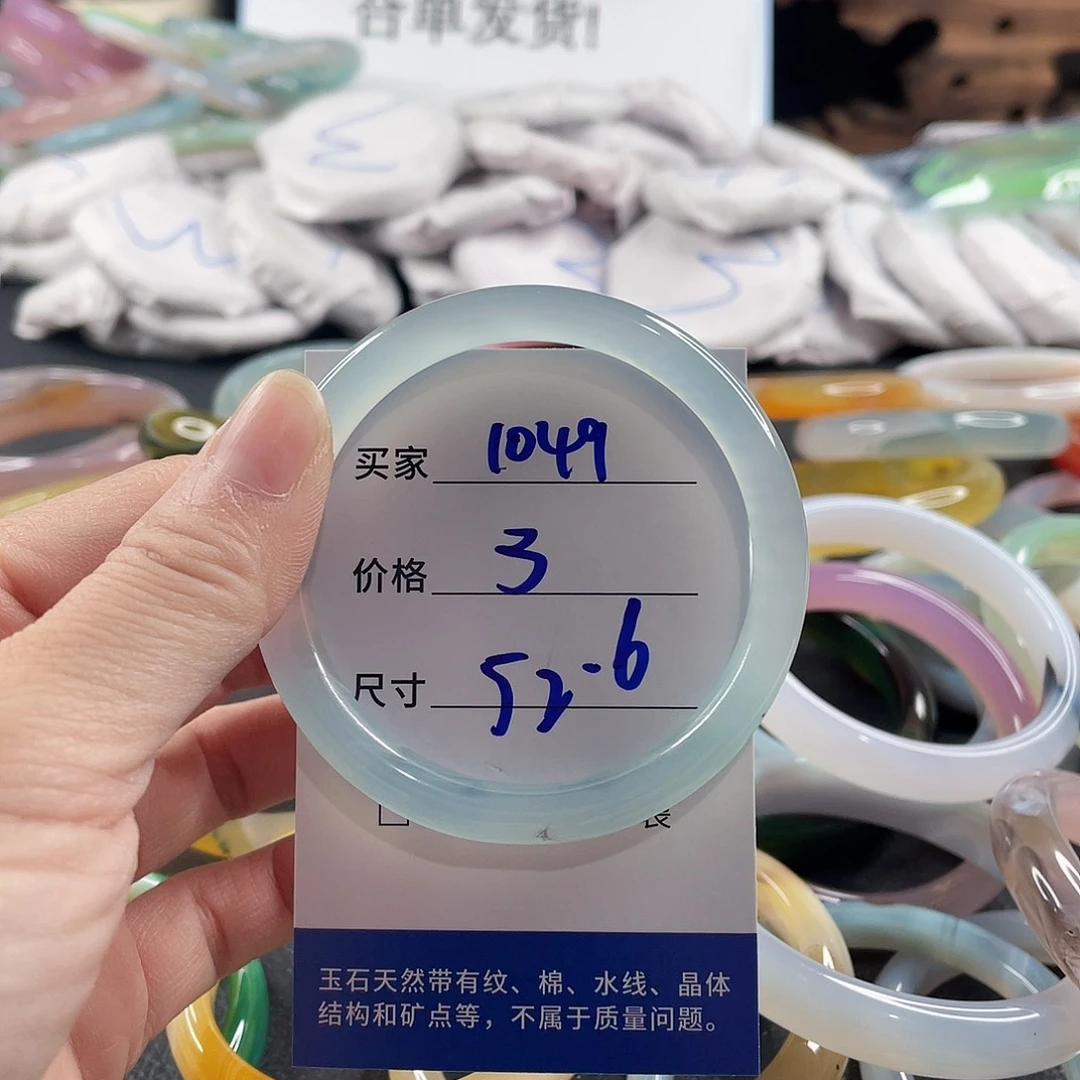 合单发货!
买家 1049
价格 3
尺寸 52.6
玉石天然带有纹、棉、水线、晶体
结构和矿点等，不属于质量问题。